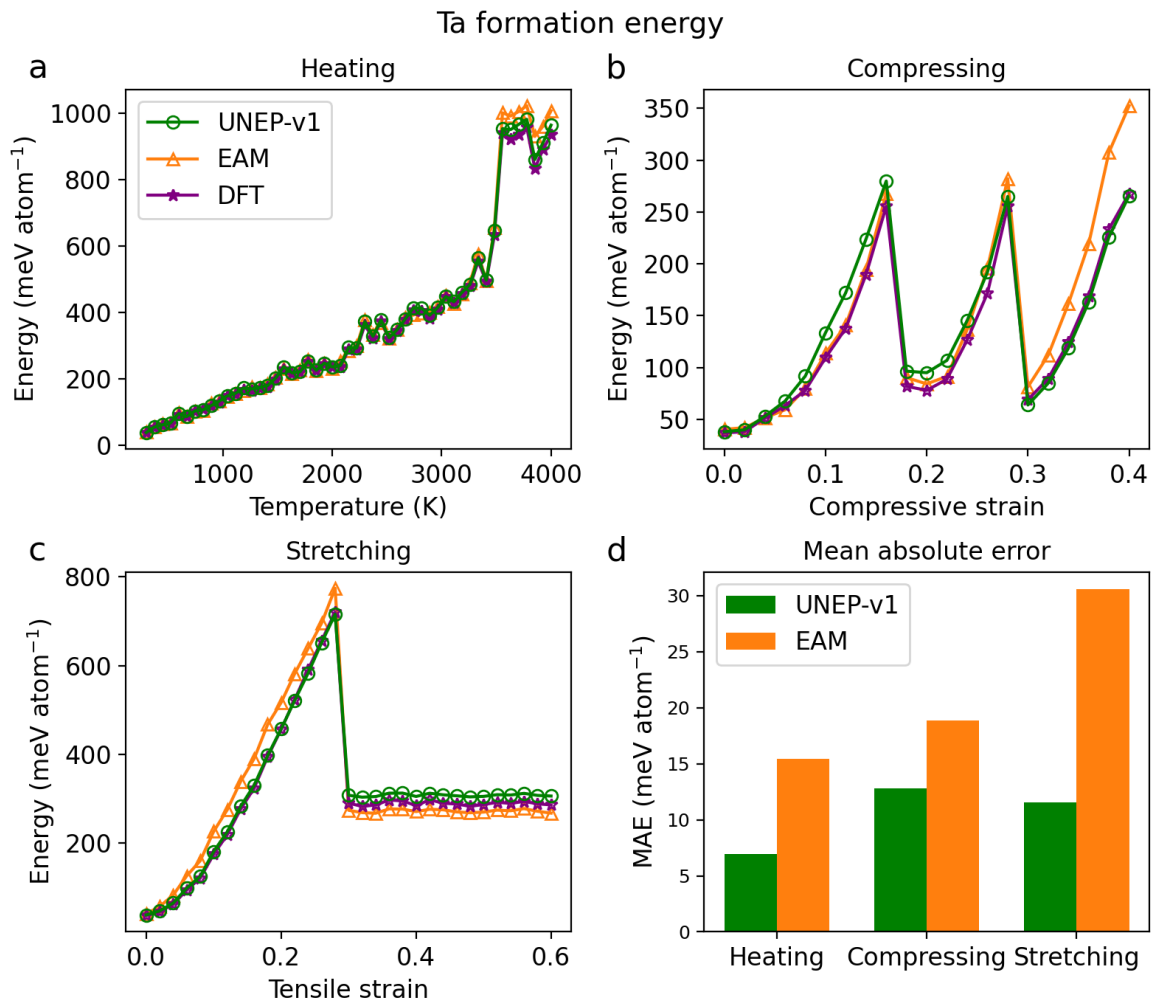 Ta formation energy
a
Heating
Energy (meV atom⁻¹)
1000
800
600
400
200
0
UNEP-v1
EAM
DFT
1000
2000
3000
4000
Temperature (K)
b
Compressing
Energy (meV atom⁻¹)
350
300
250
200
150
100
50
0.0
0.1
0.2
0.3
0.4
Compressive strain
c
Stretching
Energy (meV atom⁻¹)
800
600
400
200
0.0
0.2
0.4
0.6
Tensile strain
d
Mean absolute error
MAE (meV atom⁻¹)
30
25
20
15
10
5
0
UNEP-v1
EAM
Heating
Compressing
Stretching